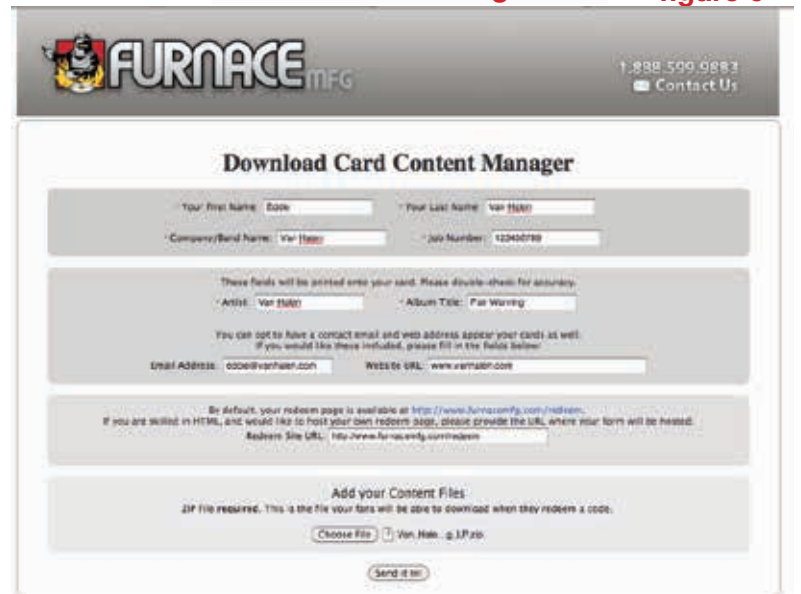 figure
FURNACE MFG
1.888.599.9883
Contact Us
Download Card Content Manager
*Your First Name: Eddie *Your Last Name: Van Halen
*Company/Band Name: Van Halen *Job Number: 123456789
These fields will be printed onto your card. Please double-check for accuracy.
*Artist: Van Halen *Album Title: Fair Warning
You can opt to have a contact email and web address appear your cards as well.
If you would like these included, please fill in the fields below:
Email Address: eddie@vanhalen.com Website URL: www.vanhalen.com
By default, your redeem page is available at http://www.furnacemfg.com/redeem.
If you are skilled in HTML, and would like to host your own redeem page, please provide the URL where your form will be hosted.
Redeem Site URL: http://www.furnacemfg.com/redeem
Add your Content Files
ZIP file required. This is the file your fans will be able to download when they redeem a code.
Choose File Van_Hale...g_LP.zip
Send it in!